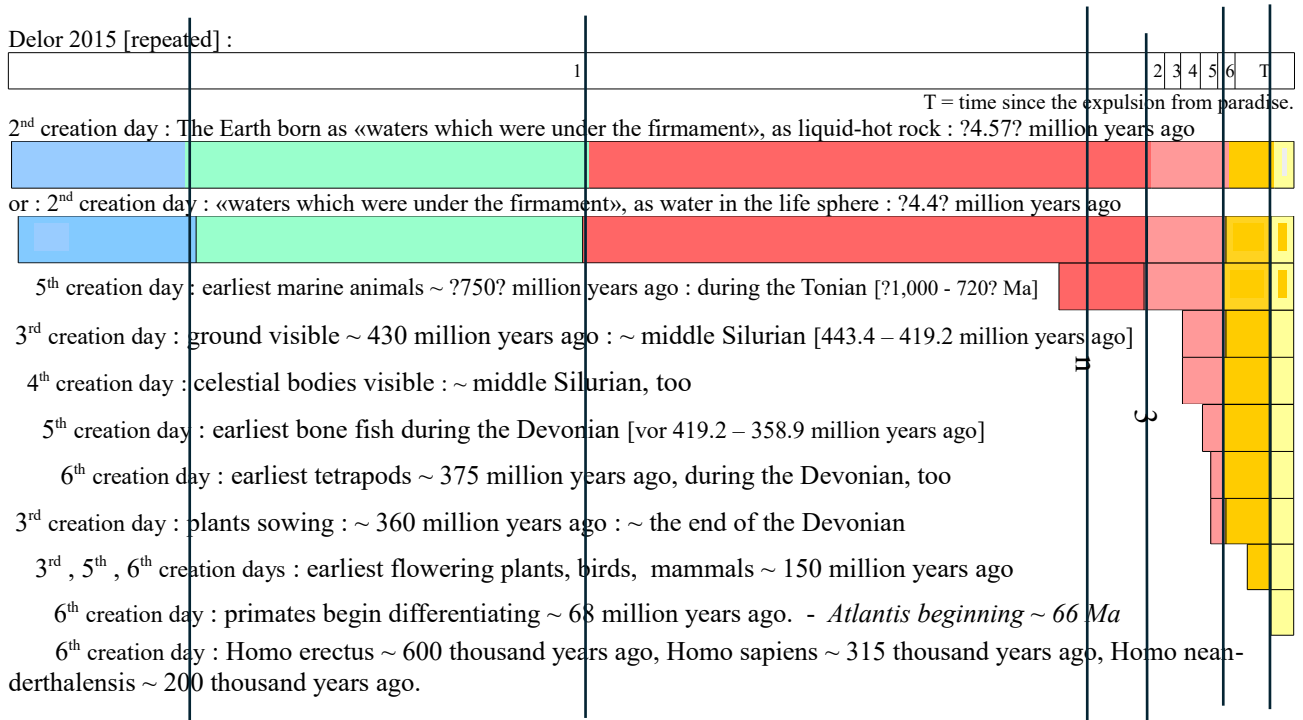 Delor 2015 [repeated] :
1 2 3 4 5 6 T
T = time since the expulsion from paradise.
2nd creation day : The Earth born as «waters which were under the firmament», as liquid-hot rock : ?4.57? million years ago
or : 2nd creation day : «waters which were under the firmament», as water in the life sphere : ?4.4? million years ago
5th creation day : earliest marine animals ~ ?750? million years ago : during the Tonian [?1,000 - 720? Ma]
3rd creation day : ground visible ~ 430 million years ago : ~ middle Silurian [443.4 – 419.2 million years ago]
n
4th creation day : celestial bodies visible : ~ middle Silurian, too
3
5th creation day : earliest bone fish during the Devonian [vor 419.2 – 358.9 million years ago]
6th creation day : earliest tetrapods ~ 375 million years ago, during the Devonian, too
3rd creation day : plants sowing : ~ 360 million years ago : ~ the end of the Devonian
3rd , 5th , 6th creation days : earliest flowering plants, birds, mammals ~ 150 million years ago
6th creation day : primates begin differentiating ~ 68 million years ago. - Atlantis beginning ~ 66 Ma
6th creation day : Homo erectus ~ 600 thousand years ago, Homo sapiens ~ 315 thousand years ago, Homo nean-
derthalensis ~ 200 thousand years ago.